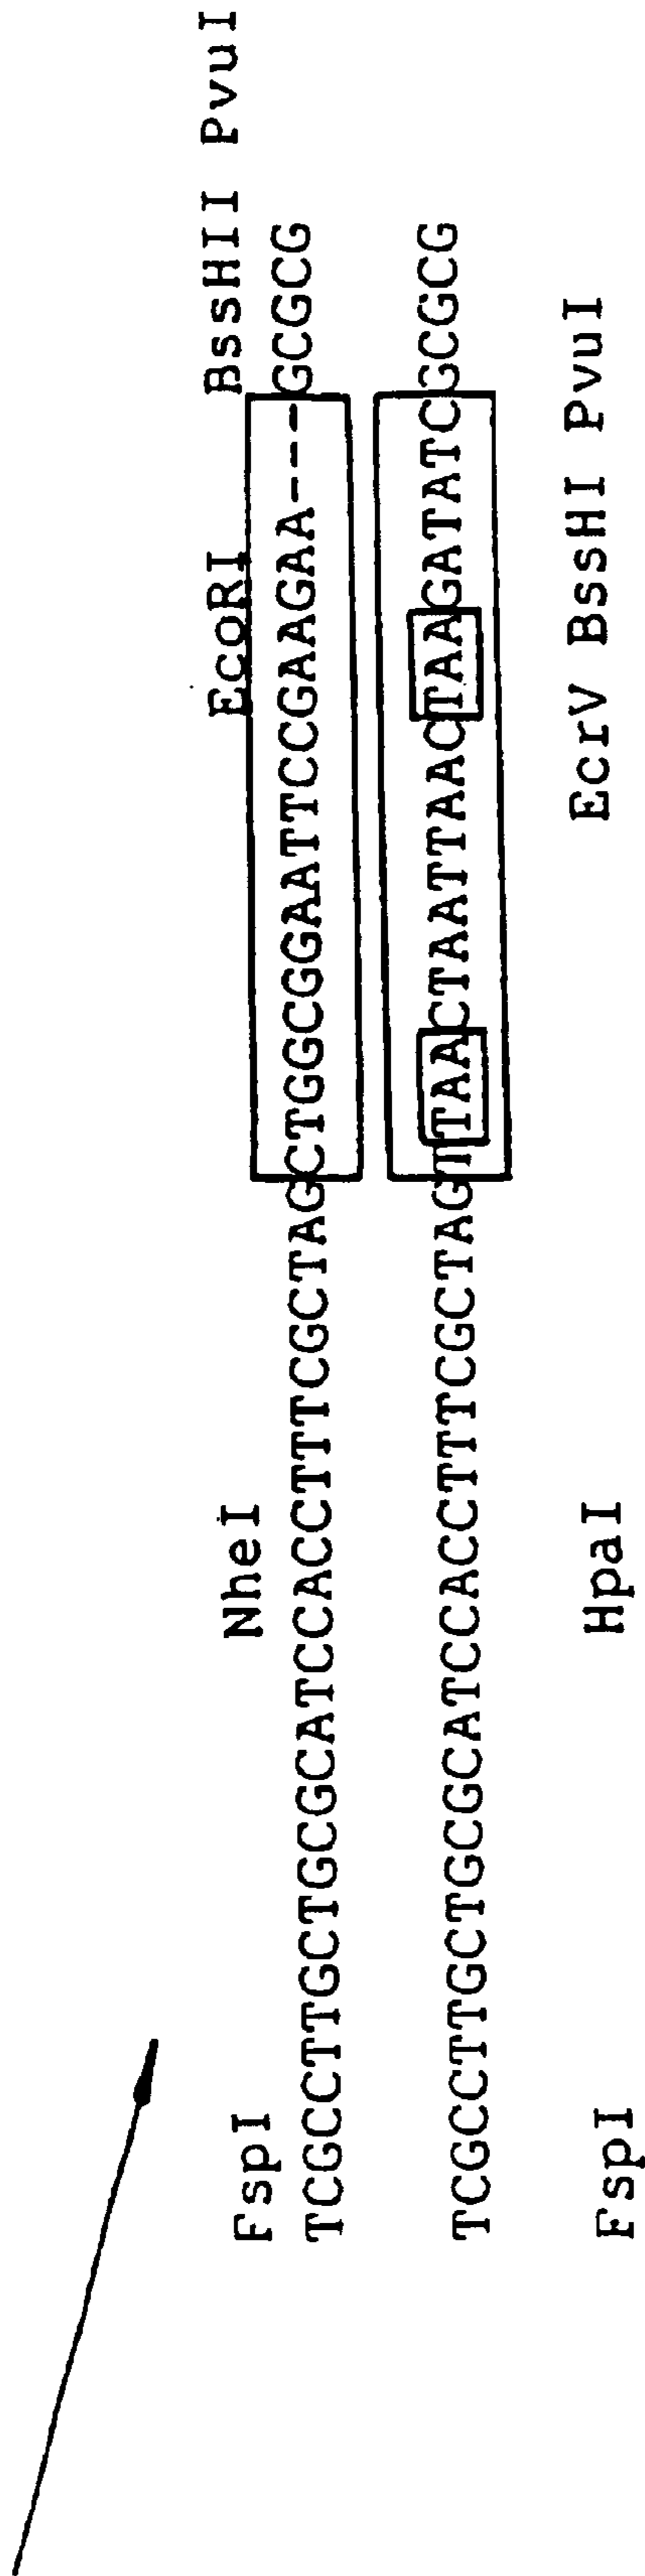 FspI NheI EcoRI BssHII PvuI
TCGCCTTGCTGCGCATCCACCTTTCGCTAGCTGGCGGAATTCCGAAGAA---GCGCG
TCGCCTTGCTGCGCATCCACCTTTCGCTAGTTAACTAATTAACTAAGATATCGCGCG
FspI HpaI EcrV BssHI PvuI